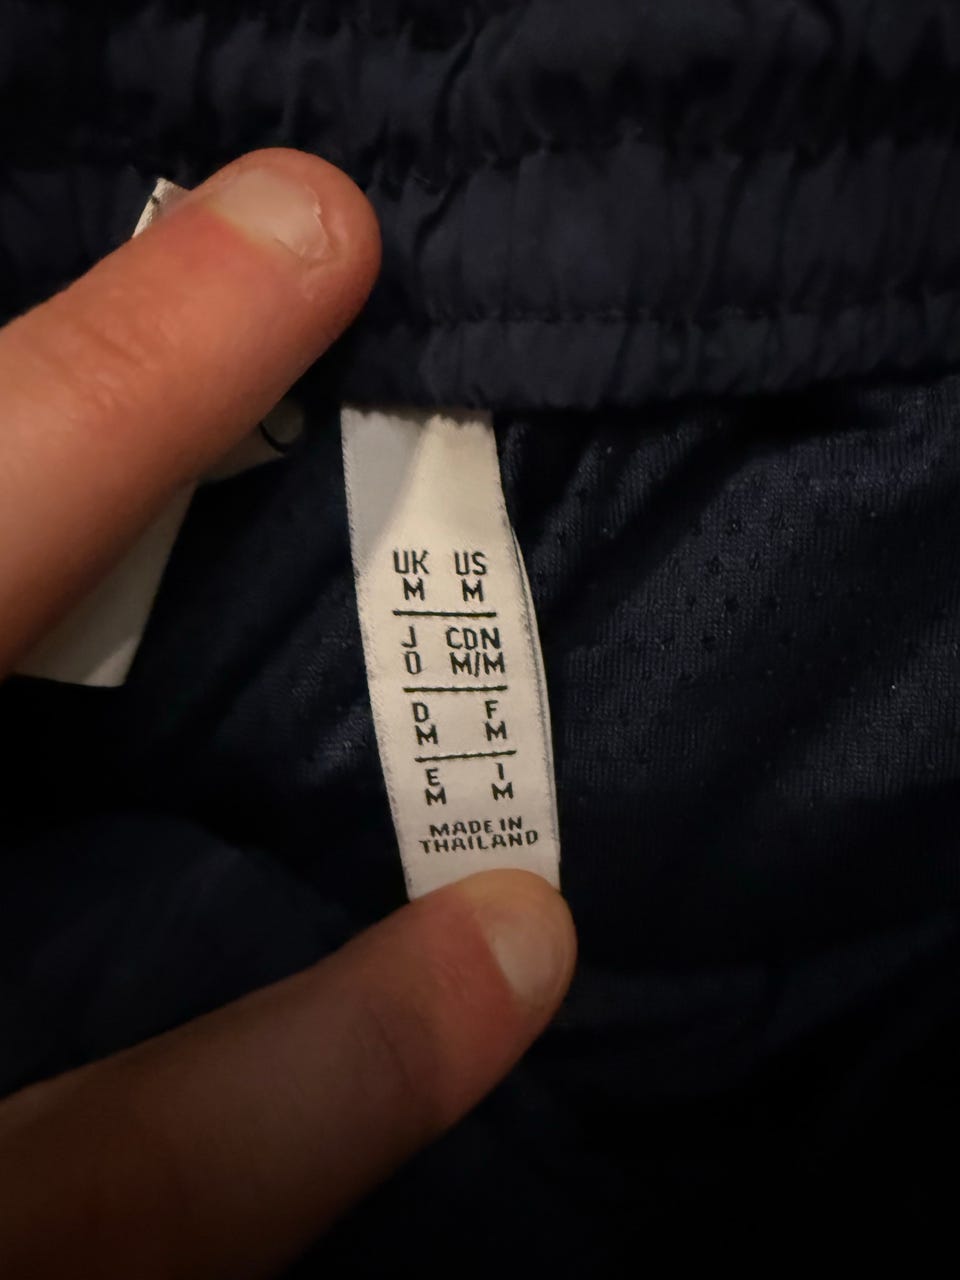 UK US
M M
J CDN
O M/M
D F
M M
E I
M M
MADE IN
THAILAND